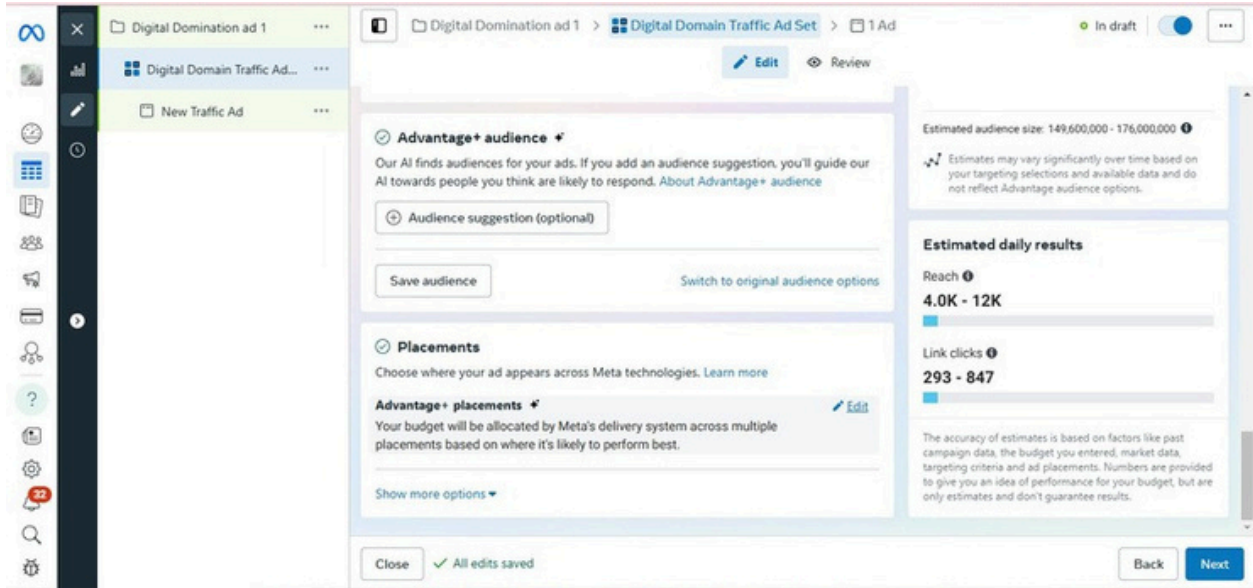 Digital Domination ad 1
Digital Domain Traffic Ad...
New Traffic Ad
Digital Domination ad 1 > Digital Domain Traffic Ad Set > 1 Ad
In draft
Edit
Review
Advantage+ audience
Our AI finds audiences for your ads. If you add an audience suggestion, you'll guide our
AI towards people you think are likely to respond. About Advantage+ audience
Audience suggestion (optional)
Save audience
Switch to original audience options
Placements
Choose where your ad appears across Meta technologies. Learn more
Advantage+ placements
Edit
Your budget will be allocated by Meta's delivery system across multiple
placements based on where it's likely to perform best.
Show more options
Estimated audience size: 149,600,000 - 176,000,000
Estimates may vary significantly over time based on
your targeting selections and available data and do
not reflect Advantage audience options.
Estimated daily results
Reach
4.0K - 12K
Link clicks
293 - 847
The accuracy of estimates is based on factors like past
campaign data, the budget you entered, market data,
targeting criteria and ad placements. Numbers are provided
to give you an idea of performance for your budget, but are
only estimates and don't guarantee results.
32
Close
All edits saved
Back
Next